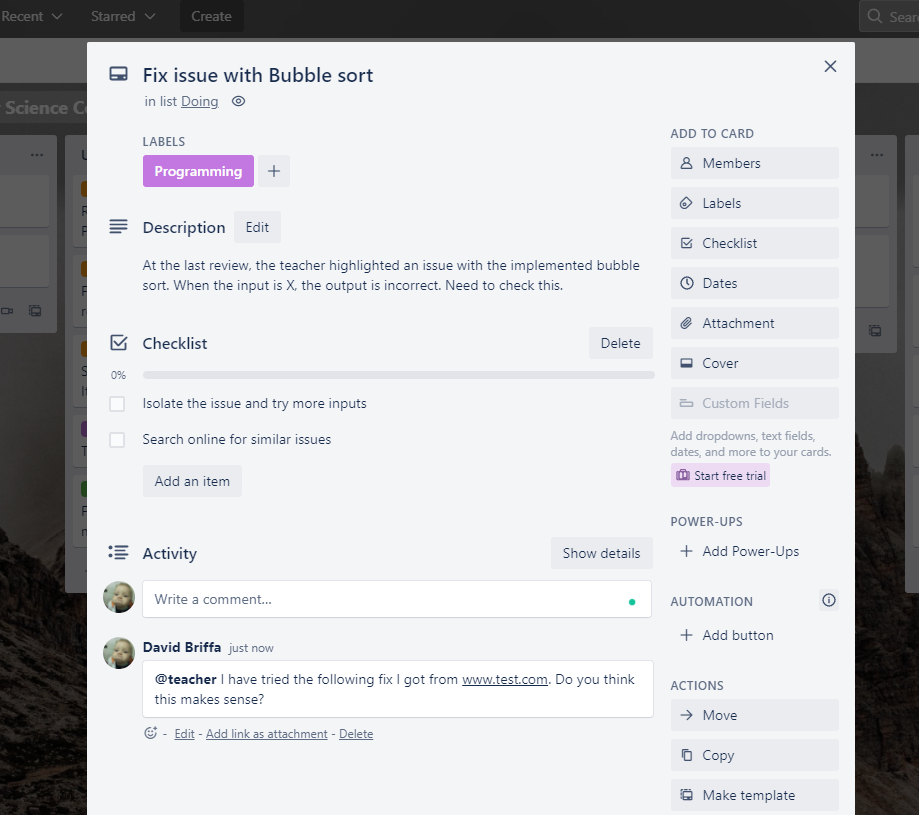 Recent
Starred
Create
Science
Fix issue with Bubble sort
in list Doing
LABELS
Programming
Description
Edit
At the last review, the teacher highlighted an issue with the implemented bubble
sort. When the input is X, the output is incorrect. Need to check this.
Checklist
Delete
0%
Isolate the issue and try more inputs
Search online for similar issues
Add an item
Activity
Show details
Write a comment...
David Briffa just now
@teacher I have tried the following fix I got from www.test.com. Do you think
this makes sense?
- Edit - Add link as attachment - Delete
ADD TO CARD
Members
Labels
Checklist
Dates
Attachment
Cover
Custom Fields
Add dropdowns, text fields,
dates, and more to your cards.
Start free trial
POWER-UPS
+ Add Power-Ups
AUTOMATION
+ Add button
ACTIONS
Move
Copy
Make template